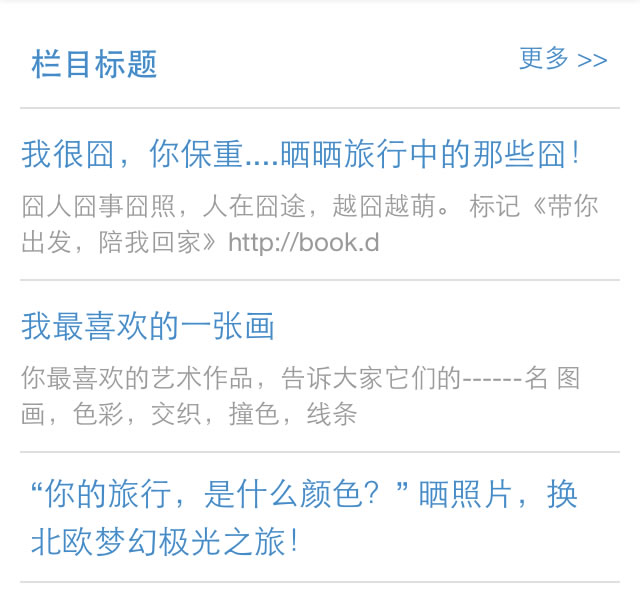 栏目标题
更多 >>
我很囧，你保重....晒晒旅行中的那些囧！
囧人囧事囧照，人在囧途，越囧越萌。 标记《带你
出发，陪我回家》http://book.d
我最喜欢的一张画
你最喜欢的艺术作品，告诉大家它们的------名 图
画，色彩，交织，撞色，线条
“你的旅行，是什么颜色？” 晒照片，换
北欧梦幻极光之旅！